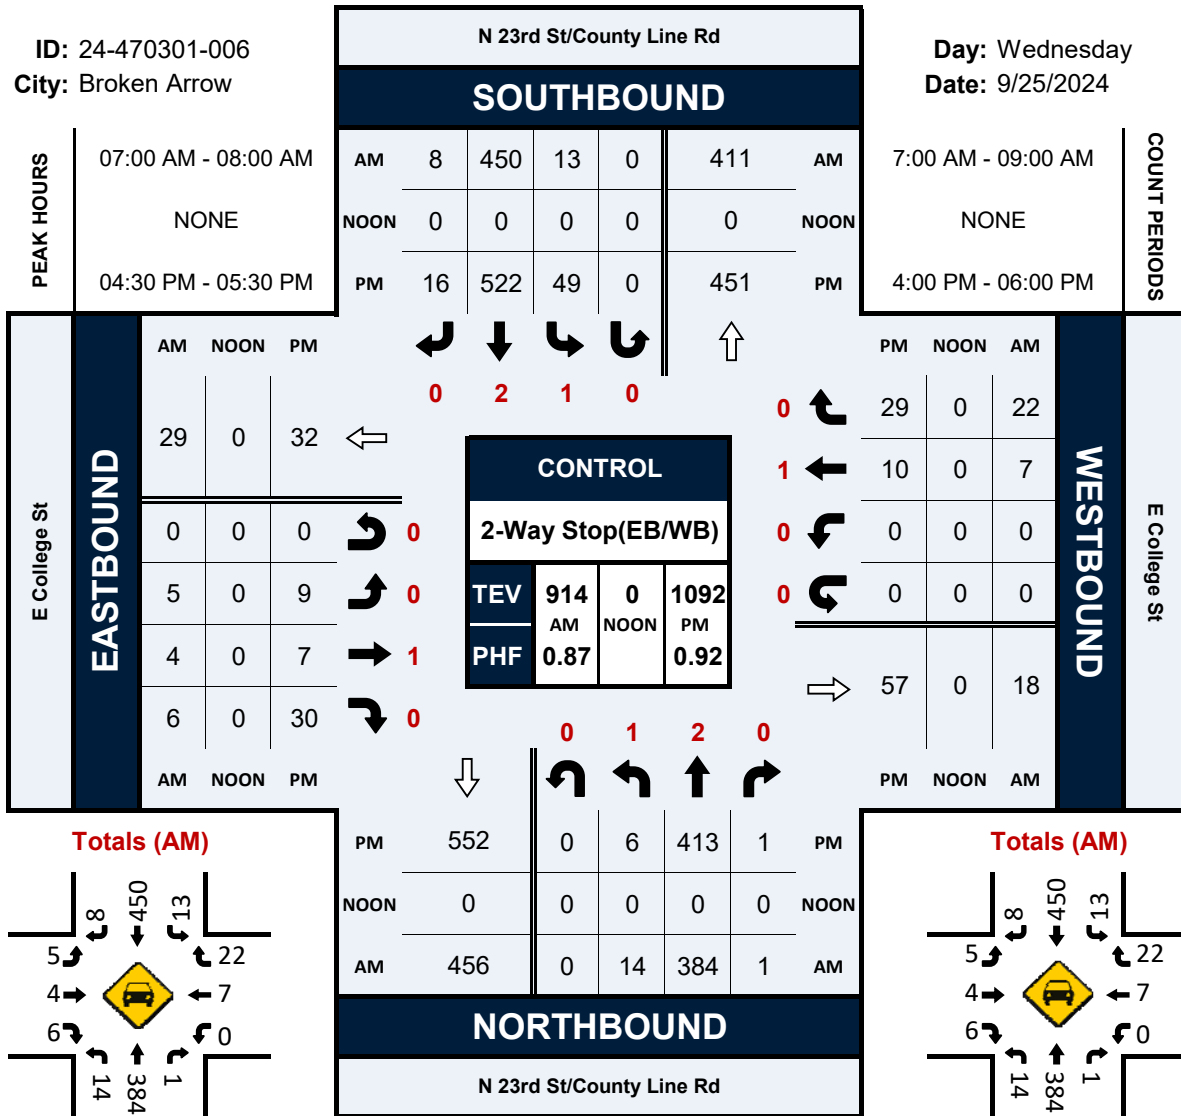 N 23rd St/County Line Rd
ID: 24-470301-006
City: Broken Arrow
Day: Wednesday
Date: 9/25/2024
SOUTHBOUND
PEAK HOURS
07:00 AM - 08:00 AM
NONE
04:30 PM - 05:30 PM
AM 8 450 13 0 411 AM
NOON 0 0 0 0 0 NOON
PM 16 522 49 0 451 PM
7:00 AM - 09:00 AM
NONE
4:00 PM - 06:00 PM
COUNT PERIODS
0 2 1 0
E College St
EASTBOUND
AM NOON PM
29 0 32
0 0 0 0
5 0 9 0
4 0 7 1
6 0 30 0
AM NOON PM
CONTROL
2-Way Stop(EB/WB)
TEV 914 0 1092
AM NOON PM
PHF 0.87 0.92
PM NOON AM
0 29 0 22
1 10 0 7
0 0 0 0
0 0 0 0
57 0 18
PM NOON AM
WESTBOUND
E College St
0 1 2 0
PM 552 0 6 413 1 PM
NOON 0 0 0 0 0 NOON
AM 456 0 14 384 1 AM
NORTHBOUND
N 23rd St/County Line Rd
Totals (AM)
8 450 13
5 22
4 7
6 0
14 384 1
Totals (AM)
8 450 13
5 22
4 7
6 0
14 384 1